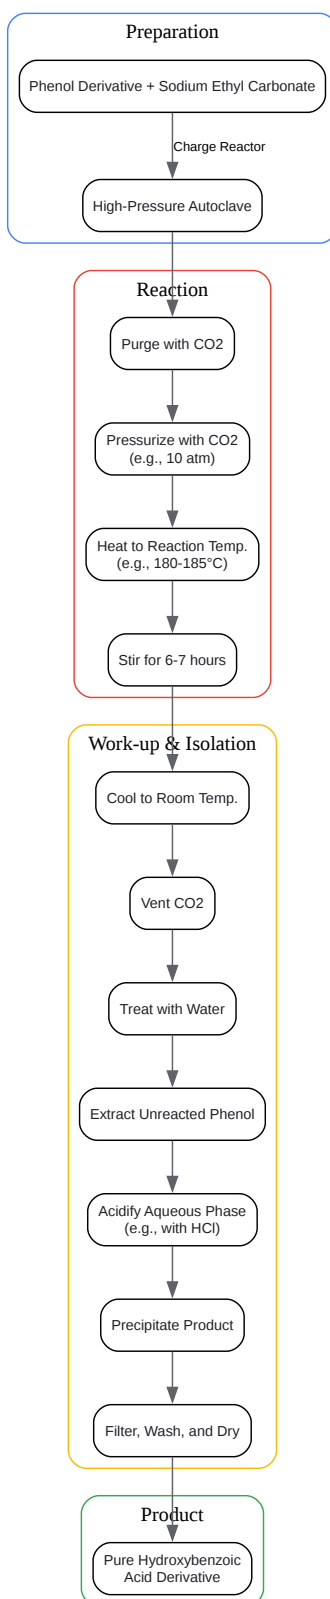 Preparation
Phenol Derivative + Sodium Ethyl Carbonate
Charge Reactor
High-Pressure Autoclave
Reaction
Purge with CO2
Pressurize with CO2
(e.g., 10 atm)
Heat to Reaction Temp.
(e.g., 180-185°C)
Stir for 6-7 hours
Work-up & Isolation
Cool to Room Temp.
Vent CO2
Treat with Water
Extract Unreacted Phenol
Acidify Aqueous Phase
(e.g., with HCl)
Precipitate Product
Filter, Wash, and Dry
Product
Pure Hydroxybenzoic
Acid Derivative